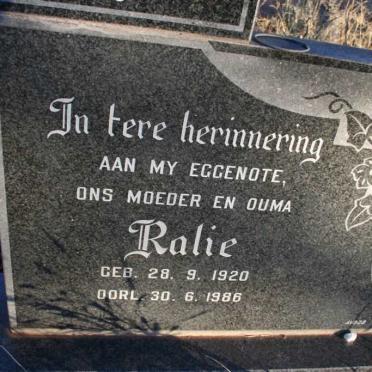 In tere herinnering
AAN MY EGGENOTE,
ONS MOEDER EN OUMA
Ralie
GEB. 28. 9. 1920
OORL. 30. 6. 1986